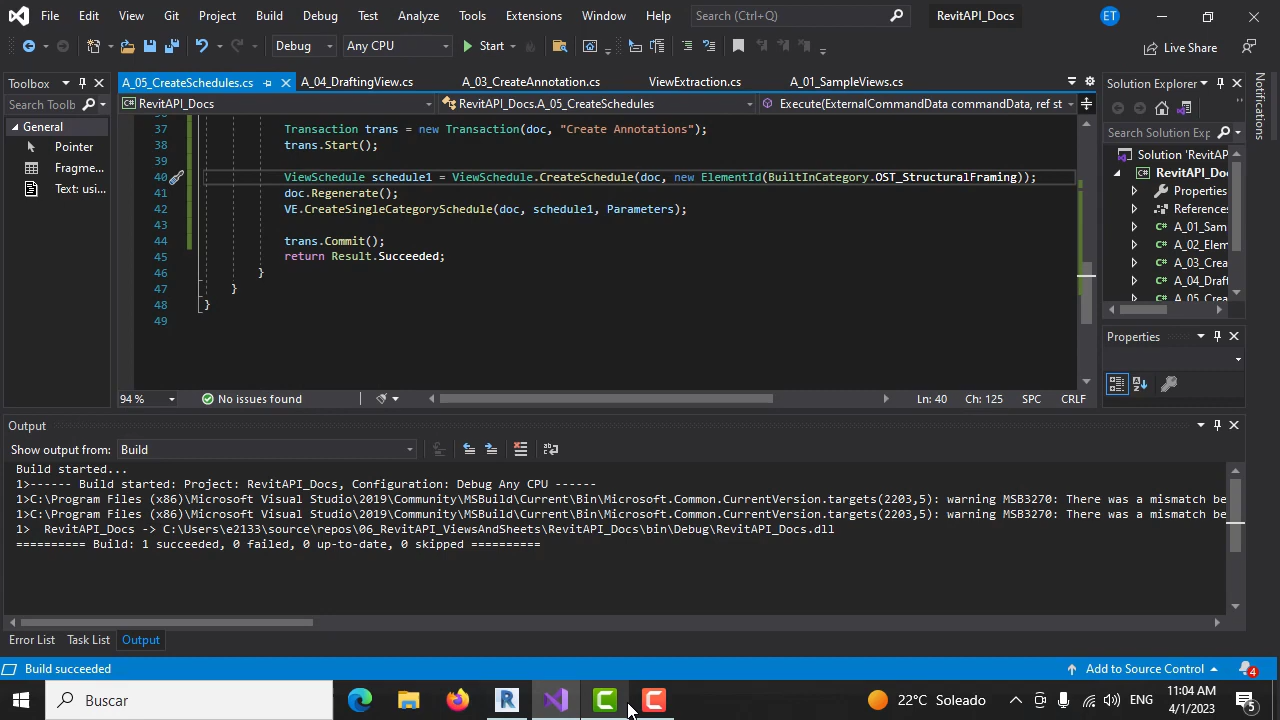 File Edit View Git Project Build Debug Test Analyze Tools Extensions Window Help Search (Ctrl+Q) RevitAPI_Docs ET
Debug Any CPU Start Live Share
Toolbox A_05_CreateSchedules.cs A_04_DraftingView.cs A_03_CreateAnnotation.cs ViewExtraction.cs A_01_SampleViews.cs Solution Explorer
Search Toolb RevitAPI_Docs RevitAPI_Docs.A_05_CreateSchedules Execute(ExternalCommandData commandData, ref st
Notifications
General
Pointer
Fragme...
Text: usi...
37 Transaction trans = new Transaction(doc, "Create Annotations");
38 trans.Start();
39
40 ViewSchedule schedule1 = ViewSchedule.CreateSchedule(doc, new ElementId(BuiltInCategory.OST_StructuralFraming));
41 doc.Regenerate();
42 VE.CreateSingleCategorySchedule(doc, schedule1, Parameters);
43
44 trans.Commit();
45 return Result.Succeeded;
46 }
47 }
48 }
49
Search Solution Exp
Solution 'RevitAP
RevitAPI_Doc
Properties
References
A_01_Sam
A_02_Elem
A_03_Crea
A_04_Draft
A_05_Crea
Properties
94 % No issues found Ln: 40 Ch: 125 SPC CRLF
Output
Show output from: Build
Build started...
1>------ Build started: Project: RevitAPI_Docs, Configuration: Debug Any CPU ------
1>C:\Program Files (x86)\Microsoft Visual Studio\2019\Community\MSBuild\Current\Bin\Microsoft.Common.CurrentVersion.targets(2203,5): warning MSB3270: There was a mismatch be
1>C:\Program Files (x86)\Microsoft Visual Studio\2019\Community\MSBuild\Current\Bin\Microsoft.Common.CurrentVersion.targets(2203,5): warning MSB3270: There was a mismatch be
1> RevitAPI_Docs -> C:\Users\e2133\source\repos\06_RevitAPI_ViewsAndSheets\RevitAPI_Docs\bin\Debug\RevitAPI_Docs.dll
========== Build: 1 succeeded, 0 failed, 0 up-to-date, 0 skipped ==========
Error List Task List Output
Build succeeded Add to Source Control 4
Buscar 22°C Soleado ENG 11:04 AM
4/1/2023 5